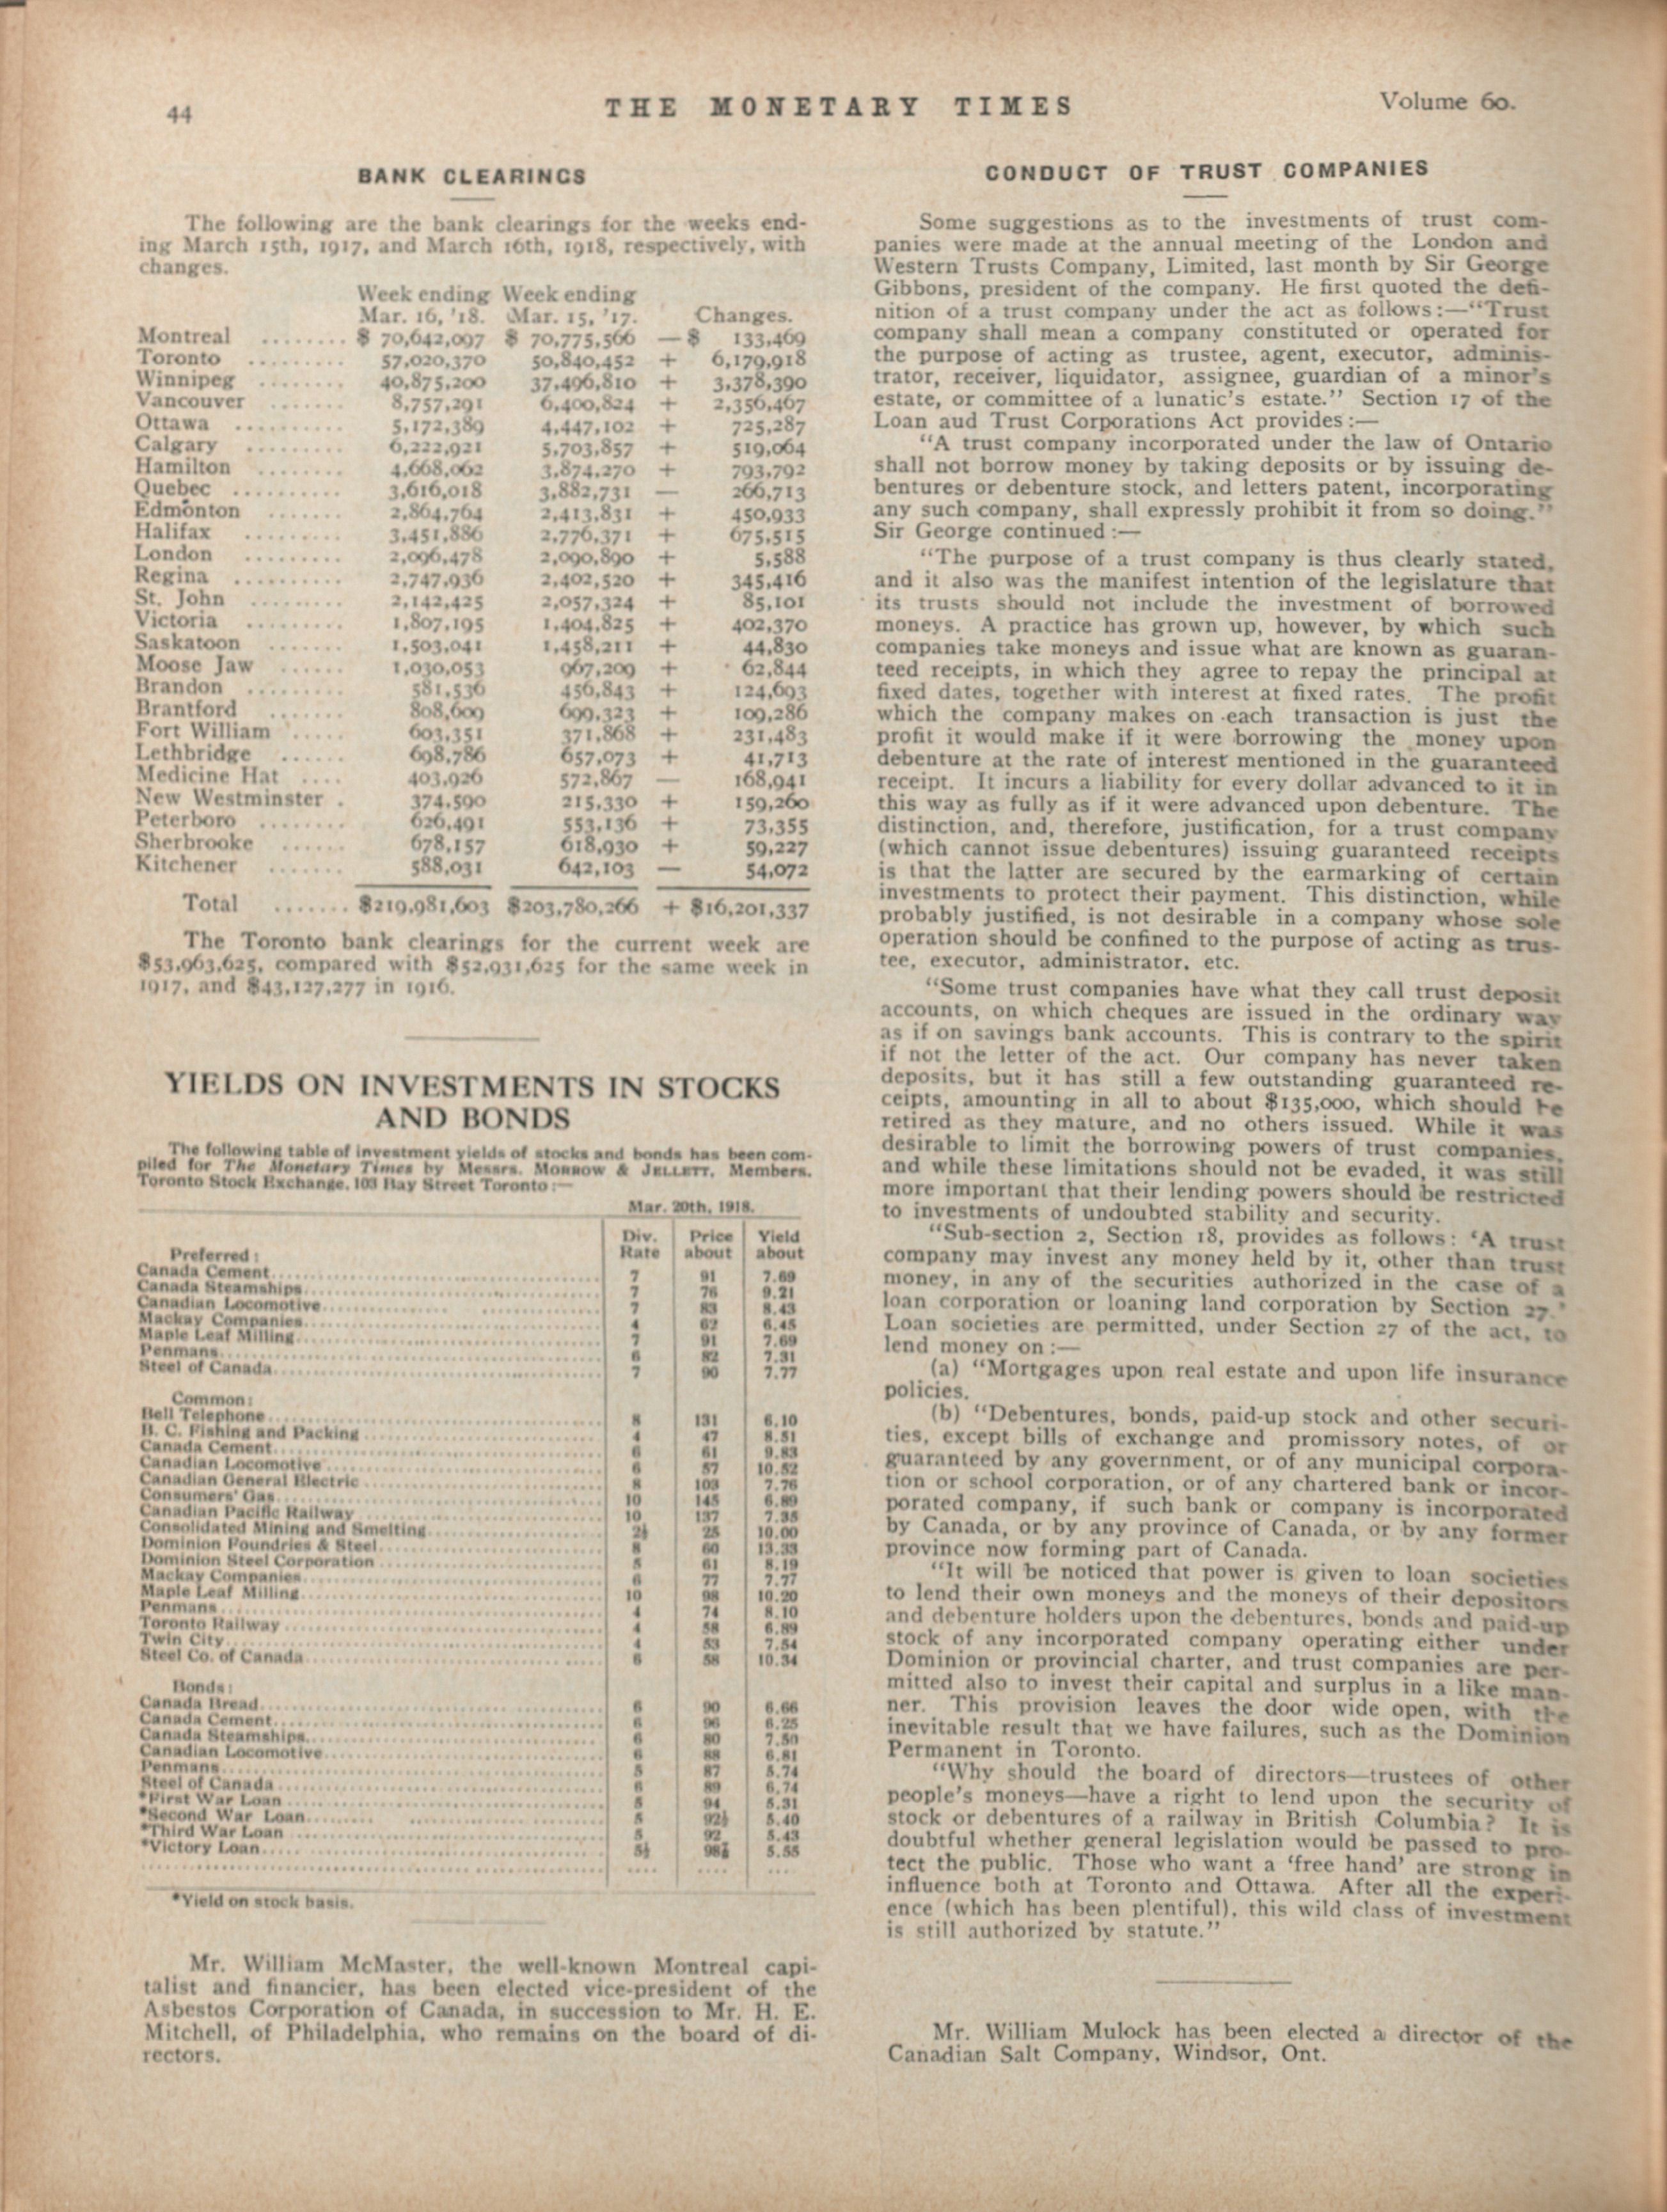 44
THE MONETARY TIMES
Volume 60.
BANK CLEARINGS
The following are the bank clearings for the weeks end-
ing March 15th, 1917, and March 16th, 1918, respectively, with
changes.
Week ending Week ending
Mar. 16, '18. Mar. 15, '17. Changes.
Montreal ........ $ 70,642,097 $ 70,775,566 — $ 133,469
Toronto ......... 57,020,370 50,840,452 + 6,179,918
Winnipeg ........ 40,875,200 37,496,810 + 3,378,390
Vancouver ....... 8,757,291 6,400,824 + 2,356,467
Ottawa .......... 5,172,389 4,447,102 + 725,287
Calgary ......... 6,222,921 5,703,857 + 519,064
Hamilton ........ 4,668,062 3,874,270 + 793,792
Quebec .......... 3,616,018 3,882,731 — 266,713
Edmonton ....... 2,864,764 2,413,831 + 450,933
Halifax ......... 3,451,886 2,776,371 + 675,515
London ......... 2,096,478 2,090,890 + 5,588
Regina .......... 2,747,936 2,402,520 + 345,416
St. John ......... 2,142,425 2,057,324 + 85,101
Victoria ......... 1,807,195 1,404,825 + 402,370
Saskatoon ....... 1,503,041 1,458,211 + 44,830
Moose Jaw ...... 1,030,053 967,209 + 62,844
Brandon ......... 581,536 456,843 + 124,693
Brantford ....... 808,609 699,323 + 109,286
Fort William ..... 603,351 371,868 + 231,483
Lethbridge ...... 698,786 657,073 + 41,713
Medicine Hat .... 403,926 572,867 — 168,941
New Westminster . 374,590 215,330 + 159,260
Peterboro ........ 626,491 553,136 + 73,355
Sherbrooke ...... 678,157 618,930 + 59,227
Kitchener ....... 588,031 642,103 — 54,072
Total ....... $219,981,603 $203,780,266 + $16,201,337
The Toronto bank clearings for the current week are
$53,963,625, compared with $52,931,625 for the same week in
1917, and $43,127,277 in 1916.
YIELDS ON INVESTMENTS IN STOCKS
AND BONDS
The following table of investment yields of stocks and bonds has been com-
piled for The Monetary Times by Messrs. MORROW & JELLETT, Members,
Toronto Stock Exchange, 103 Bay Street Toronto:—
Mar. 20th, 1918.
Div. Rate Price about Yield about
Preferred:
Canada Cement 7 91 7.69
Canada Steamships 7 76 9.21
Canadian Locomotive 7 83 8.43
Mackay Companies 4 62 6.45
Maple Leaf Milling 7 91 7.69
Penmans 6 82 7.31
Steel of Canada 7 90 7.77
Common:
Bell Telephone 8 131 6.10
B. C. Fishing and Packing 4 47 8.51
Canada Cement 6 61 9.83
Canadian Locomotive 6 57 10.52
Canadian General Electric 8 103 7.76
Consumers' Gas 10 145 6.89
Canadian Pacific Railway 10 137 7.35
Consolidated Mining and Smelting 2½ 25 10.00
Dominion Foundries & Steel 8 60 13.33
Dominion Steel Corporation 5 61 8.19
Mackay Companies 6 77 7.77
Maple Leaf Milling 10 98 10.20
Penmans 4 74 8.10
Toronto Railway 4 58 6.89
Twin City 4 53 7.54
Steel Co. of Canada 6 58 10.34
Bonds:
Canada Bread 6 90 6.66
Canada Cement 6 96 6.25
Canada Steamships 6 80 7.50
Canadian Locomotive 6 88 6.81
Penmans 5 87 5.74
Steel of Canada 6 89 6.74
*First War Loan 5 94 5.31
*Second War Loan 5 92½ 5.40
*Third War Loan 5 92 5.43
*Victory Loan 5½ 5.55
*Yield on stock basis.
Mr. William McMaster, the well-known Montreal capi-
talist and financier, has been elected vice-president of the
Asbestos Corporation of Canada, in succession to Mr. H. E.
Mitchell, of Philadelphia, who remains on the board of di-
rectors.
CONDUCT OF TRUST COMPANIES
Some suggestions as to the investments of trust com-
panies were made at the annual meeting of the London and
Western Trusts Company, Limited, last month by Sir George
Gibbons, president of the company. He first quoted the defi-
nition of a trust company under the act as follows:—"Trust
company shall mean a company constituted or operated for
the purpose of acting as trustee, agent, executor, adminis-
trator, receiver, liquidator, assignee, guardian of a minor's
estate, or committee of a lunatic's estate." Section 17 of the
Loan aud Trust Corporations Act provides:—
"A trust company incorporated under the law of Ontario
shall not borrow money by taking deposits or by issuing de-
bentures or debenture stock, and letters patent, incorporating
any such company, shall expressly prohibit it from so doing."
Sir George continued:—
"The purpose of a trust company is thus clearly stated,
and it also was the manifest intention of the legislature that
its trusts should not include the investment of borrowed
moneys. A practice has grown up, however, by which such
companies take moneys and issue what are known as guaran-
teed receipts, in which they agree to repay the principal at
fixed dates, together with interest at fixed rates. The profit
which the company makes on each transaction is just the
profit it would make if it were borrowing the money upon
debenture at the rate of interest mentioned in the guaranteed
receipt. It incurs a liability for every dollar advanced to it in
this way as fully as if it were advanced upon debenture. The
distinction, and, therefore, justification, for a trust company
(which cannot issue debentures) issuing guaranteed receipts
is that the latter are secured by the earmarking of certain
investments to protect their payment. This distinction, while
probably justified, is not desirable in a company whose sole
operation should be confined to the purpose of acting as trus-
tee, executor, administrator, etc.
"Some trust companies have what they call trust deposit
accounts, on which cheques are issued in the ordinary way
as if on savings bank accounts. This is contrary to the spirit
if not the letter of the act. Our company has never taken
deposits, but it has still a few outstanding guaranteed re-
ceipts, amounting in all to about $135,000, which should be
retired as they mature, and no others issued. While it was
desirable to limit the borrowing powers of trust companies,
and while these limitations should not be evaded, it was still
more important that their lending powers should be restricted
to investments of undoubted stability and security.
"Sub-section 2, Section 18, provides as follows: 'A trust
company may invest any money held by it, other than trust
money, in any of the securities authorized in the case of a
loan corporation or loaning land corporation by Section 27.'
Loan societies are permitted, under Section 27 of the act, to
lend money on:—
(a) "Mortgages upon real estate and upon life insurance
policies.
(b) "Debentures, bonds, paid-up stock and other securi-
ties, except bills of exchange and promissory notes, of or
guaranteed by any government, or of any municipal corpora-
tion or school corporation, or of any chartered bank or incor-
porated company, if such bank or company is incorporated
by Canada, or by any province of Canada, or by any former
province now forming part of Canada.
"It will be noticed that power is given to loan societies
to lend their own moneys and the moneys of their depositors
and debenture holders upon the debentures, bonds and paid-up
stock of any incorporated company operating either under
Dominion or provincial charter, and trust companies are per-
mitted also to invest their capital and surplus in a like man-
ner. This provision leaves the door wide open, with the
inevitable result that we have failures, such as the Dominion
Permanent in Toronto.
"Why should the board of directors—trustees of other
people's moneys—have a right to lend upon the security of
stock or debentures of a railway in British Columbia? It is
doubtful whether general legislation would be passed to pro-
tect the public. Those who want a 'free hand' are strong in
influence both at Toronto and Ottawa. After all the experi-
ence (which has been plentiful), this wild class of investment
is still authorized by statute."
Mr. William Mulock has been elected a director of the
Canadian Salt Company, Windsor, Ont.